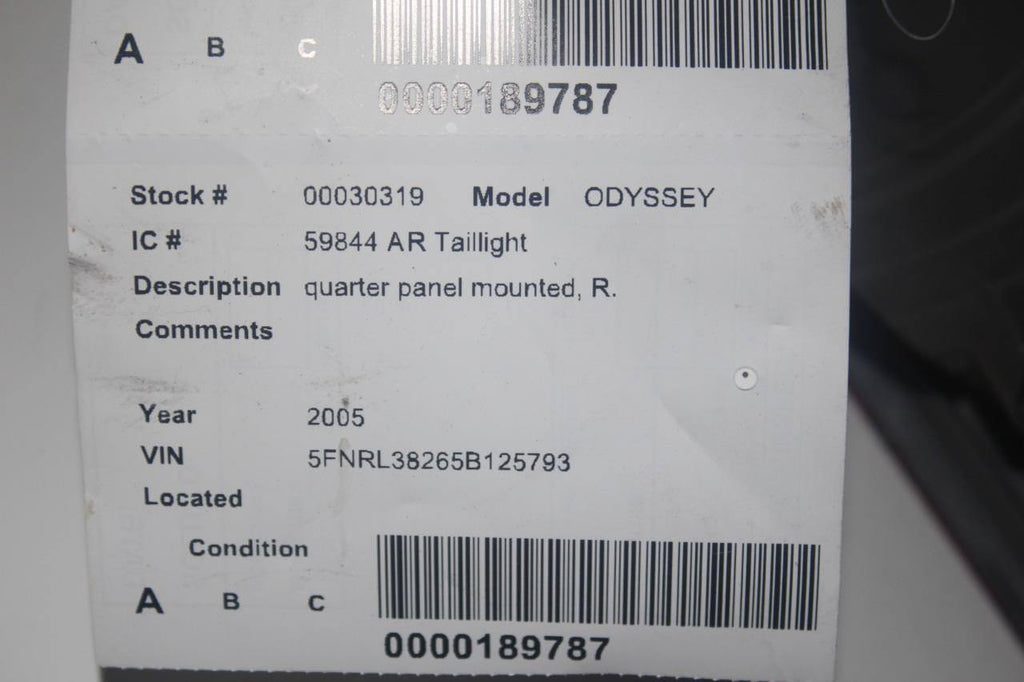 A B C
0000189787
Stock # 00030319 Model ODYSSEY
IC # 59844 AR Taillight
Description quarter panel mounted, R.
Comments
Year 2005
VIN 5FNRL38265B125793
Located
Condition
A B C
0000189787